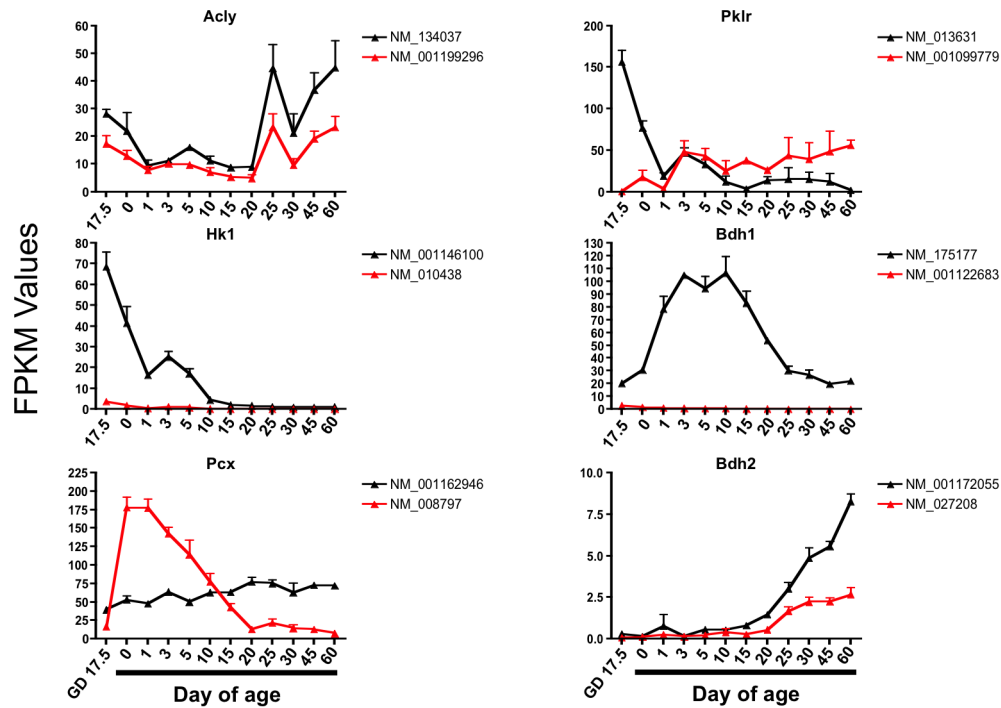 Acly
NM_134037
NM_001199296
60
50
40
30
20
10
0
17.5 0 1 3 5 10 15 20 25 30 45 60
Pklr
NM_013631
NM_001099779
200
150
100
50
0
17.5 0 1 3 5 10 15 20 25 30 45 60
FPKM Values
Hk1
NM_001146100
NM_010438
80
70
60
50
40
30
20
10
0
17.5 0 1 3 5 10 15 20 25 30 45 60
Bdh1
NM_175177
NM_001122683
130
120
110
100
90
80
70
60
50
40
30
20
10
0
17.5 0 1 3 5 10 15 20 25 30 45 60
Pcx
NM_001162946
NM_008797
225
200
175
150
125
100
75
50
25
0
GD 17.5 0 1 3 5 10 15 20 25 30 45 60
Day of age
Bdh2
NM_001172055
NM_027208
10.0
7.5
5.0
2.5
0.0
GD 17.5 0 1 3 5 10 15 20 25 30 45 60
Day of age